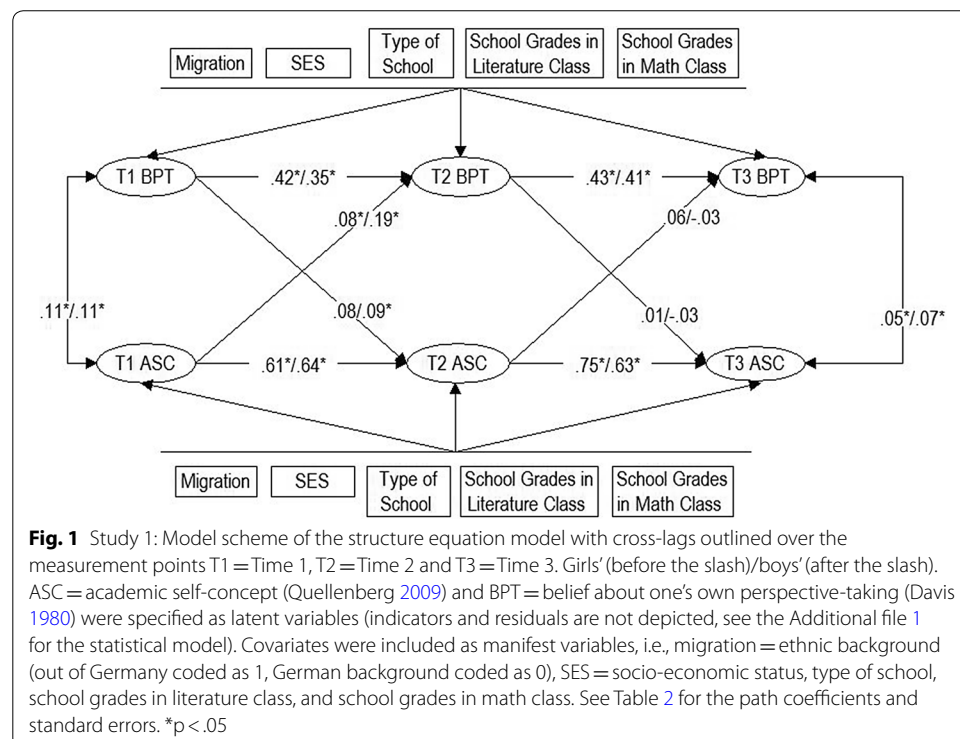 Migration
SES
Type of
School
School Grades in
Literature Class
School Grades
in Math Class
T1 BPT
.42*/.35*
T2 BPT
.43*/.41*
T3 BPT
.08*/.19*
.06/-.03
.11*/.11*
.08/.09*
.01/-.03
.05*/.07*
T1 ASC
.61*/.64*
T2 ASC
.75*/.63*
T3 ASC
Migration
SES
Type of
School
School Grades in
Literature Class
School Grades
in Math Class
Fig. 1 Study 1: Model scheme of the structure equation model with cross-lags outlined over the
measurement points T1 = Time 1, T2 = Time 2 and T3 = Time 3. Girls’ (before the slash)/boys’ (after the slash).
ASC = academic self-concept (Quellenberg 2009) and BPT = belief about one’s own perspective-taking (Davis
1980) were specified as latent variables (indicators and residuals are not depicted, see the Additional file 1
for the statistical model). Covariates were included as manifest variables, i.e., migration = ethnic background
(out of Germany coded as 1, German background coded as 0), SES = socio-economic status, type of school,
school grades in literature class, and school grades in math class. See Table 2 for the path coefficients and
standard errors. *p < .05